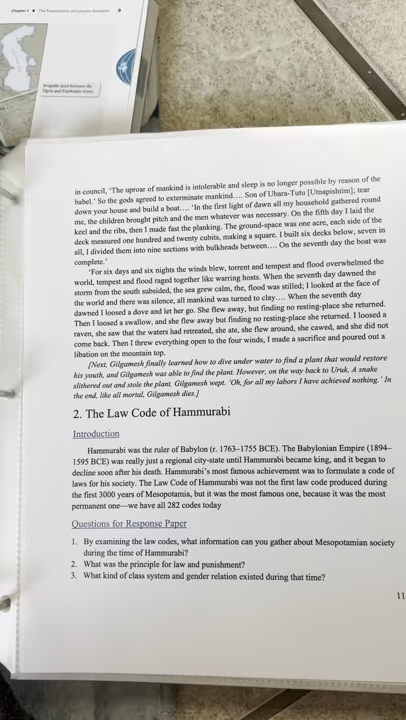 Chapter 1 • The Foundations of Complex Societies 9
Irrigable land between the
Tigris and Euphrates rivers.
in council, 'The uproar of mankind is intolerable and sleep is no longer possible by reason of the
babel.' So the gods agreed to exterminate mankind.… Son of Ubara-Tutu [Utnapishtim]; tear
down your house and build a boat.… 'In the first light of dawn all my household gathered round
me, the children brought pitch and the men whatever was necessary. On the fifth day I laid the
keel and the ribs, then I made fast the planking. The ground-space was one acre, each side of the
deck measured one hundred and twenty cubits, making a square. I built six decks below, seven in
all, I divided them into nine sections with bulkheads between.… On the seventh day the boat was
complete.'
'For six days and six nights the winds blew, torrent and tempest and flood overwhelmed the
world, tempest and flood raged together like warring hosts. When the seventh day dawned the
storm from the south subsided, the sea grew calm, the, flood was stilled; I looked at the face of
the world and there was silence, all mankind was turned to clay.… When the seventh day
dawned I loosed a dove and let her go. She flew away, but finding no resting-place she returned.
Then I loosed a swallow, and she flew away but finding no resting-place she returned. I loosed a
raven, she saw that the waters had retreated, she ate, she flew around, she cawed, and she did not
come back. Then I threw everything open to the four winds, I made a sacrifice and poured out a
libation on the mountain top.
[Next, Gilgamesh finally learned how to dive under water to find a plant that would restore
his youth, and Gilgamesh was able to find the plant. However, on the way back to Uruk, A snake
slithered out and stole the plant. Gilgamesh wept. 'Oh, for all my labors I have achieved nothing.' In
the end, like all mortal, Gilgamesh dies.]
2. The Law Code of Hammurabi
Introduction
Hammurabi was the ruler of Babylon (r. 1763–1755 BCE). The Babylonian Empire (1894–
1595 BCE) was really just a regional city-state until Hammurabi became king, and it began to
decline soon after his death. Hammurabi's most famous achievement was to formulate a code of
laws for his society. The Law Code of Hammurabi was not the first law code produced during
the first 3000 years of Mesopotamia, but it was the most famous one, because it was the most
permanent one—we have all 282 codes today
Questions for Response Paper
1. By examining the law codes, what information can you gather about Mesopotamian society
during the time of Hammurabi?
2. What was the principle for law and punishment?
3. What kind of class system and gender relation existed during that time?
11